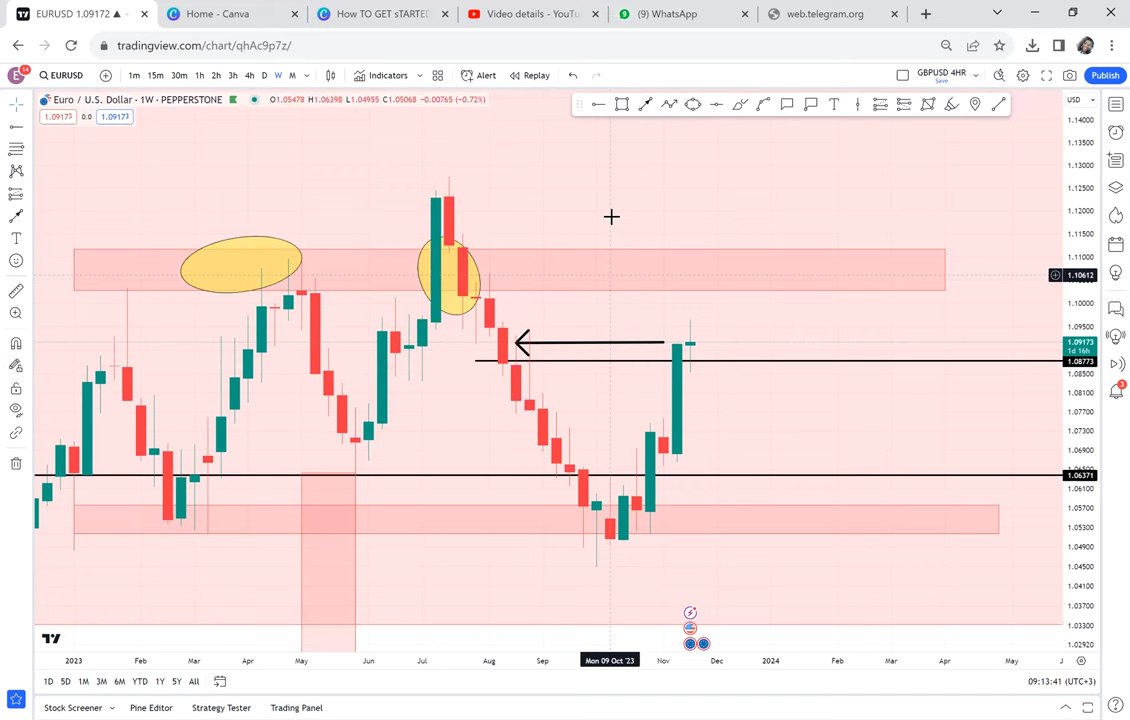 EURUSD 1.09172 ▲
Home - Canva
How TO GET sTARTED
Video details - YouTu
(9) WhatsApp
web.telegram.org
tradingview.com/chart/qhAc9p7z/
E 14 EURUSD 1m 15m 30m 1h 2h 3h 4h D W M Indicators Alert Replay GBPUSD 4HR Save Publish
Euro / U.S. Dollar · 1W · PEPPERSTONE O1.05478 H1.06398 L1.04955 C1.05068 -0.00765 (-0.72%) USD
1.09173 0.0 1.09173
1.14000
1.13500
1.13000
1.12500
1.12000
1.11500
1.11000
1.10612
1.10000
1.09500
1.09173
1d 16h
1.08773
1.08500
1.08100
1.07700
1.07300
1.06900
1.06371
1.06100
1.05700
1.05300
1.04900
1.04500
1.04100
1.03700
1.03300
1.02920
3
2023 Feb Mar Apr May Jun Jul Aug Sep Mon 09 Oct '23 Nov Dec 2024 Feb Mar Apr May J
1D 5D 1M 3M 6M YTD 1Y 5Y All 09:13:41 (UTC+3)
Stock Screener Pine Editor Strategy Tester Trading Panel